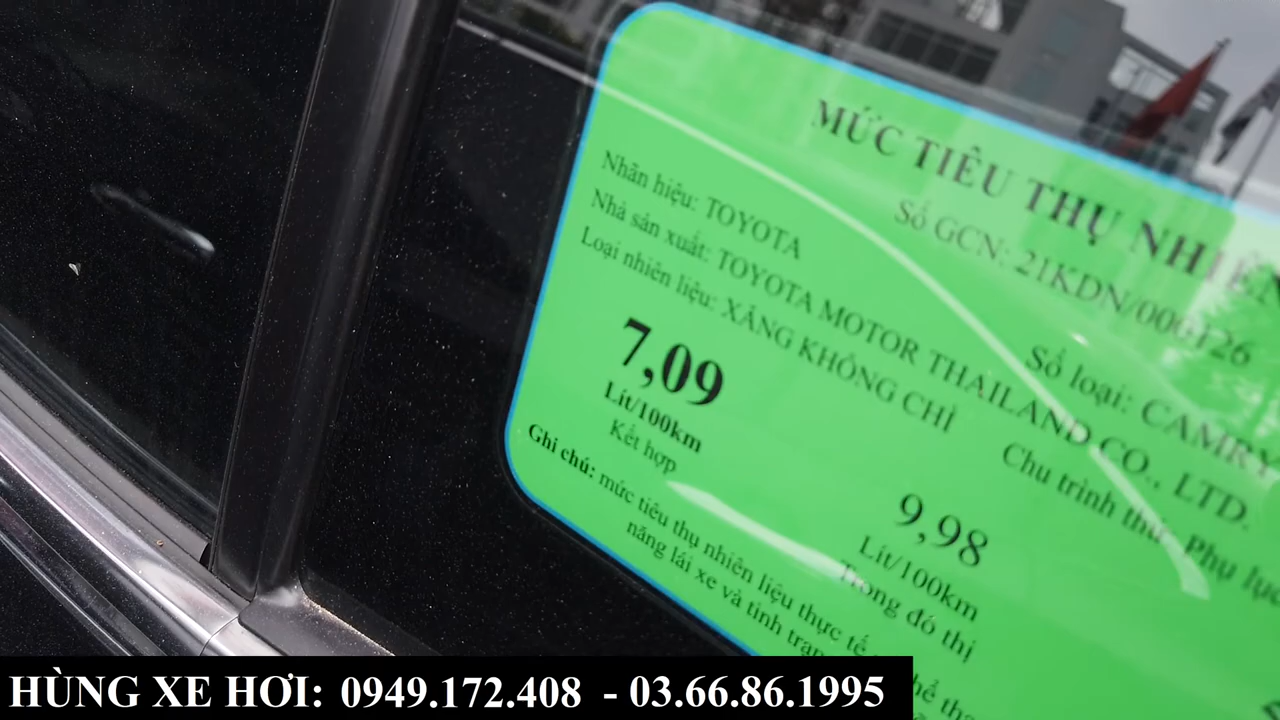 MỨC TIÊU THỤ NHIÊN
Số GCN: 21KDN/000126
Nhãn hiệu: TOYOTA
Số loại: CAMRY
Nhà sản xuất: TOYOTA MOTOR THAILAND CO., LTD.
Loại nhiên liệu: XĂNG KHÔNG CHÌ
Chu trình thử: Phụ lục
7,09
Lít/100km
Kết hợp
9,98
Lít/100km
Trong đô thị
Ghi chú: mức tiêu thụ nhiên liệu thực tế
năng lái xe và tình trạn
HÙNG XE HƠI: 0949.172.408 - 03.66.86.1995